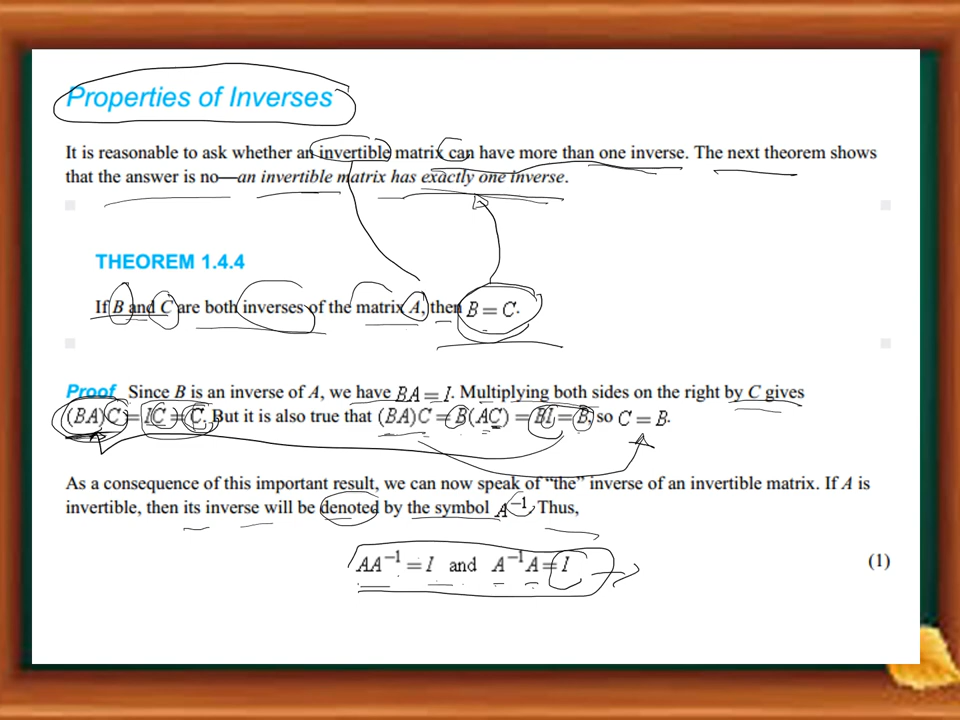 Properties of Inverses
It is reasonable to ask whether an invertible matrix can have more than one inverse. The next theorem shows
that the answer is no—an invertible matrix has exactly one inverse.
THEOREM 1.4.4
If B and C are both inverses of the matrix A, then B = C.
Proof Since B is an inverse of A, we have BA = I. Multiplying both sides on the right by C gives
(BA)C = IC = C. But it is also true that (BA)C = B(AC) = BI = B, so C = B.
As a consequence of this important result, we can now speak of “the” inverse of an invertible matrix. If A is
invertible, then its inverse will be denoted by the symbol A⁻¹. Thus,
AA⁻¹ = I and A⁻¹A = I (1)